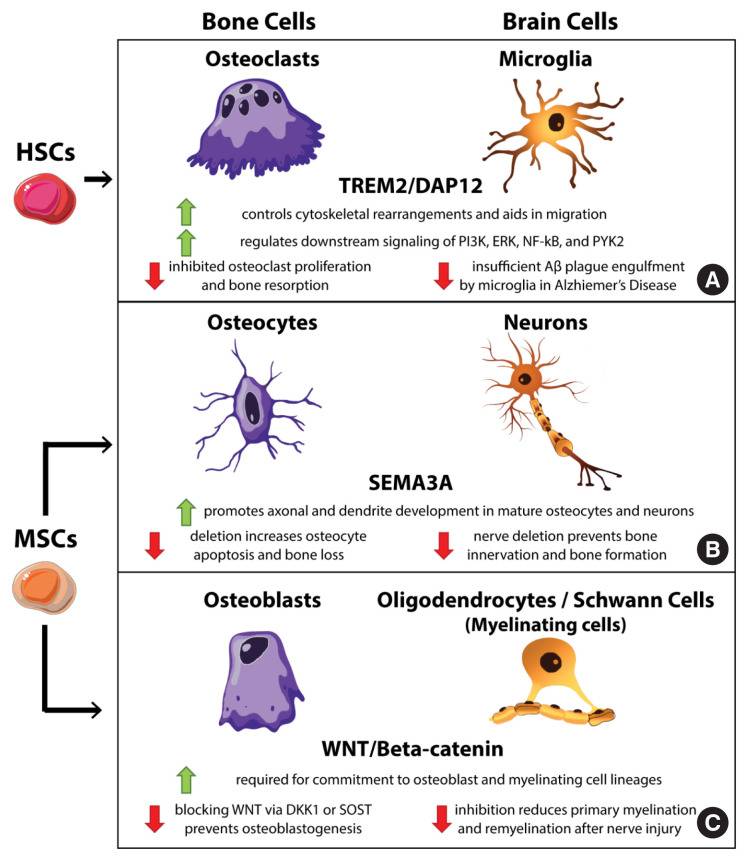 Bone Cells
Brain Cells
Osteoclasts
Microglia
HSCs
TREM2/DAP12
controls cytoskeletal rearrangements and aids in migration
regulates downstream signaling of PI3K, ERK, NF-kB, and PYK2
inhibited osteoclast proliferation
and bone resorption
insufficient Aβ plague engulfment
by microglia in Alzhiemer's Disease
A
Osteocytes
Neurons
SEMA3A
promotes axonal and dendrite development in mature osteocytes and neurons
deletion increases osteocyte
apoptosis and bone loss
nerve deletion prevents bone
innervation and bone formation
B
MSCs
Osteoblasts
Oligodendrocytes / Schwann Cells
(Myelinating cells)
WNT/Beta-catenin
required for commitment to osteoblast and myelinating cell lineages
blocking WNT via DKK1 or SOST
prevents osteoblastogenesis
inhibition reduces primary myelination
and remyelination after nerve injury
C